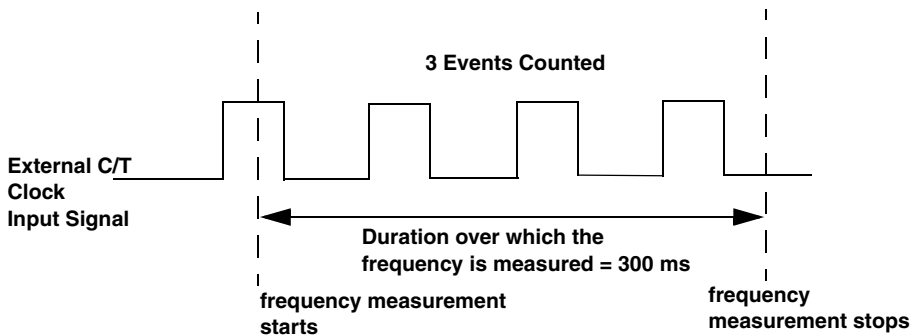 3 Events Counted
External C/T
Clock
Input Signal
Duration over which the
frequency is measured = 300 ms
frequency measurement
starts
frequency
measurement stops